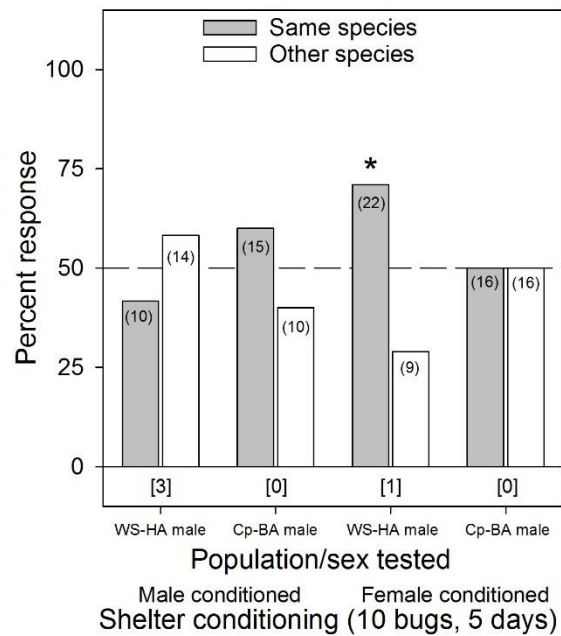 Same species
Other species
100
75
50
25
0
Percent response
*
(10)
(14)
(15)
(10)
(22)
(9)
(16)
(16)
[3] [0] [1] [0]
WS-HA male Cp-BA male WS-HA male Cp-BA male
Population/sex tested
Male conditioned Female conditioned
Shelter conditioning (10 bugs, 5 days)